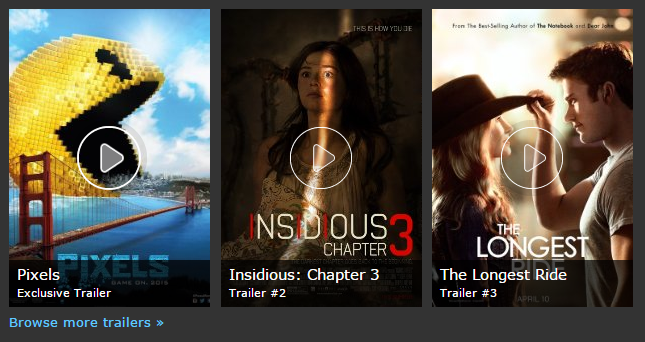 PIXELS
GAME ON. 2015
Pixels
Exclusive Trailer
THIS IS HOW YOU DIE
INSIDIOUS
CHAPTER 3
Insidious: Chapter 3
Trailer #2
From The Best-Selling Author of The Notebook and Dear John
THE
LONGEST
RIDE
The Longest Ride
Trailer #3
APRIL 10
Browse more trailers »